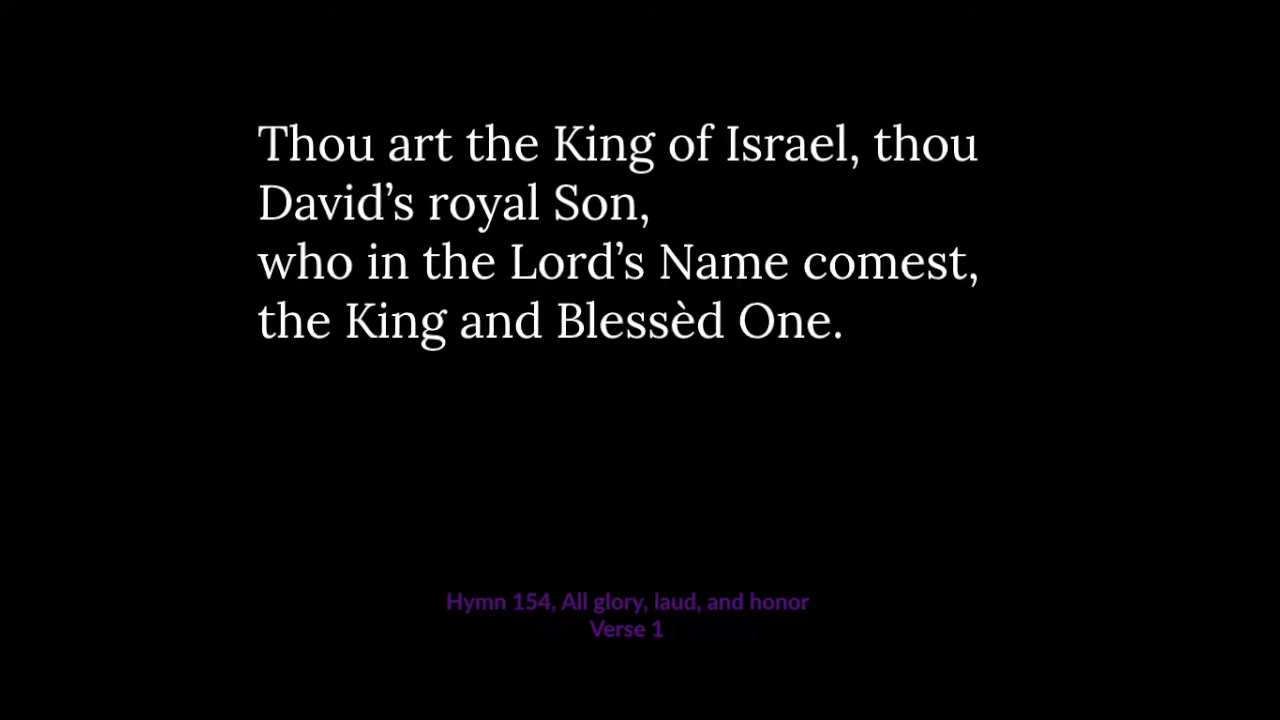 Thou art the King of Israel, thou
David’s royal Son,
who in the Lord’s Name comest,
the King and Blessèd One.
Hymn 154, All glory, laud, and honor
Verse 1